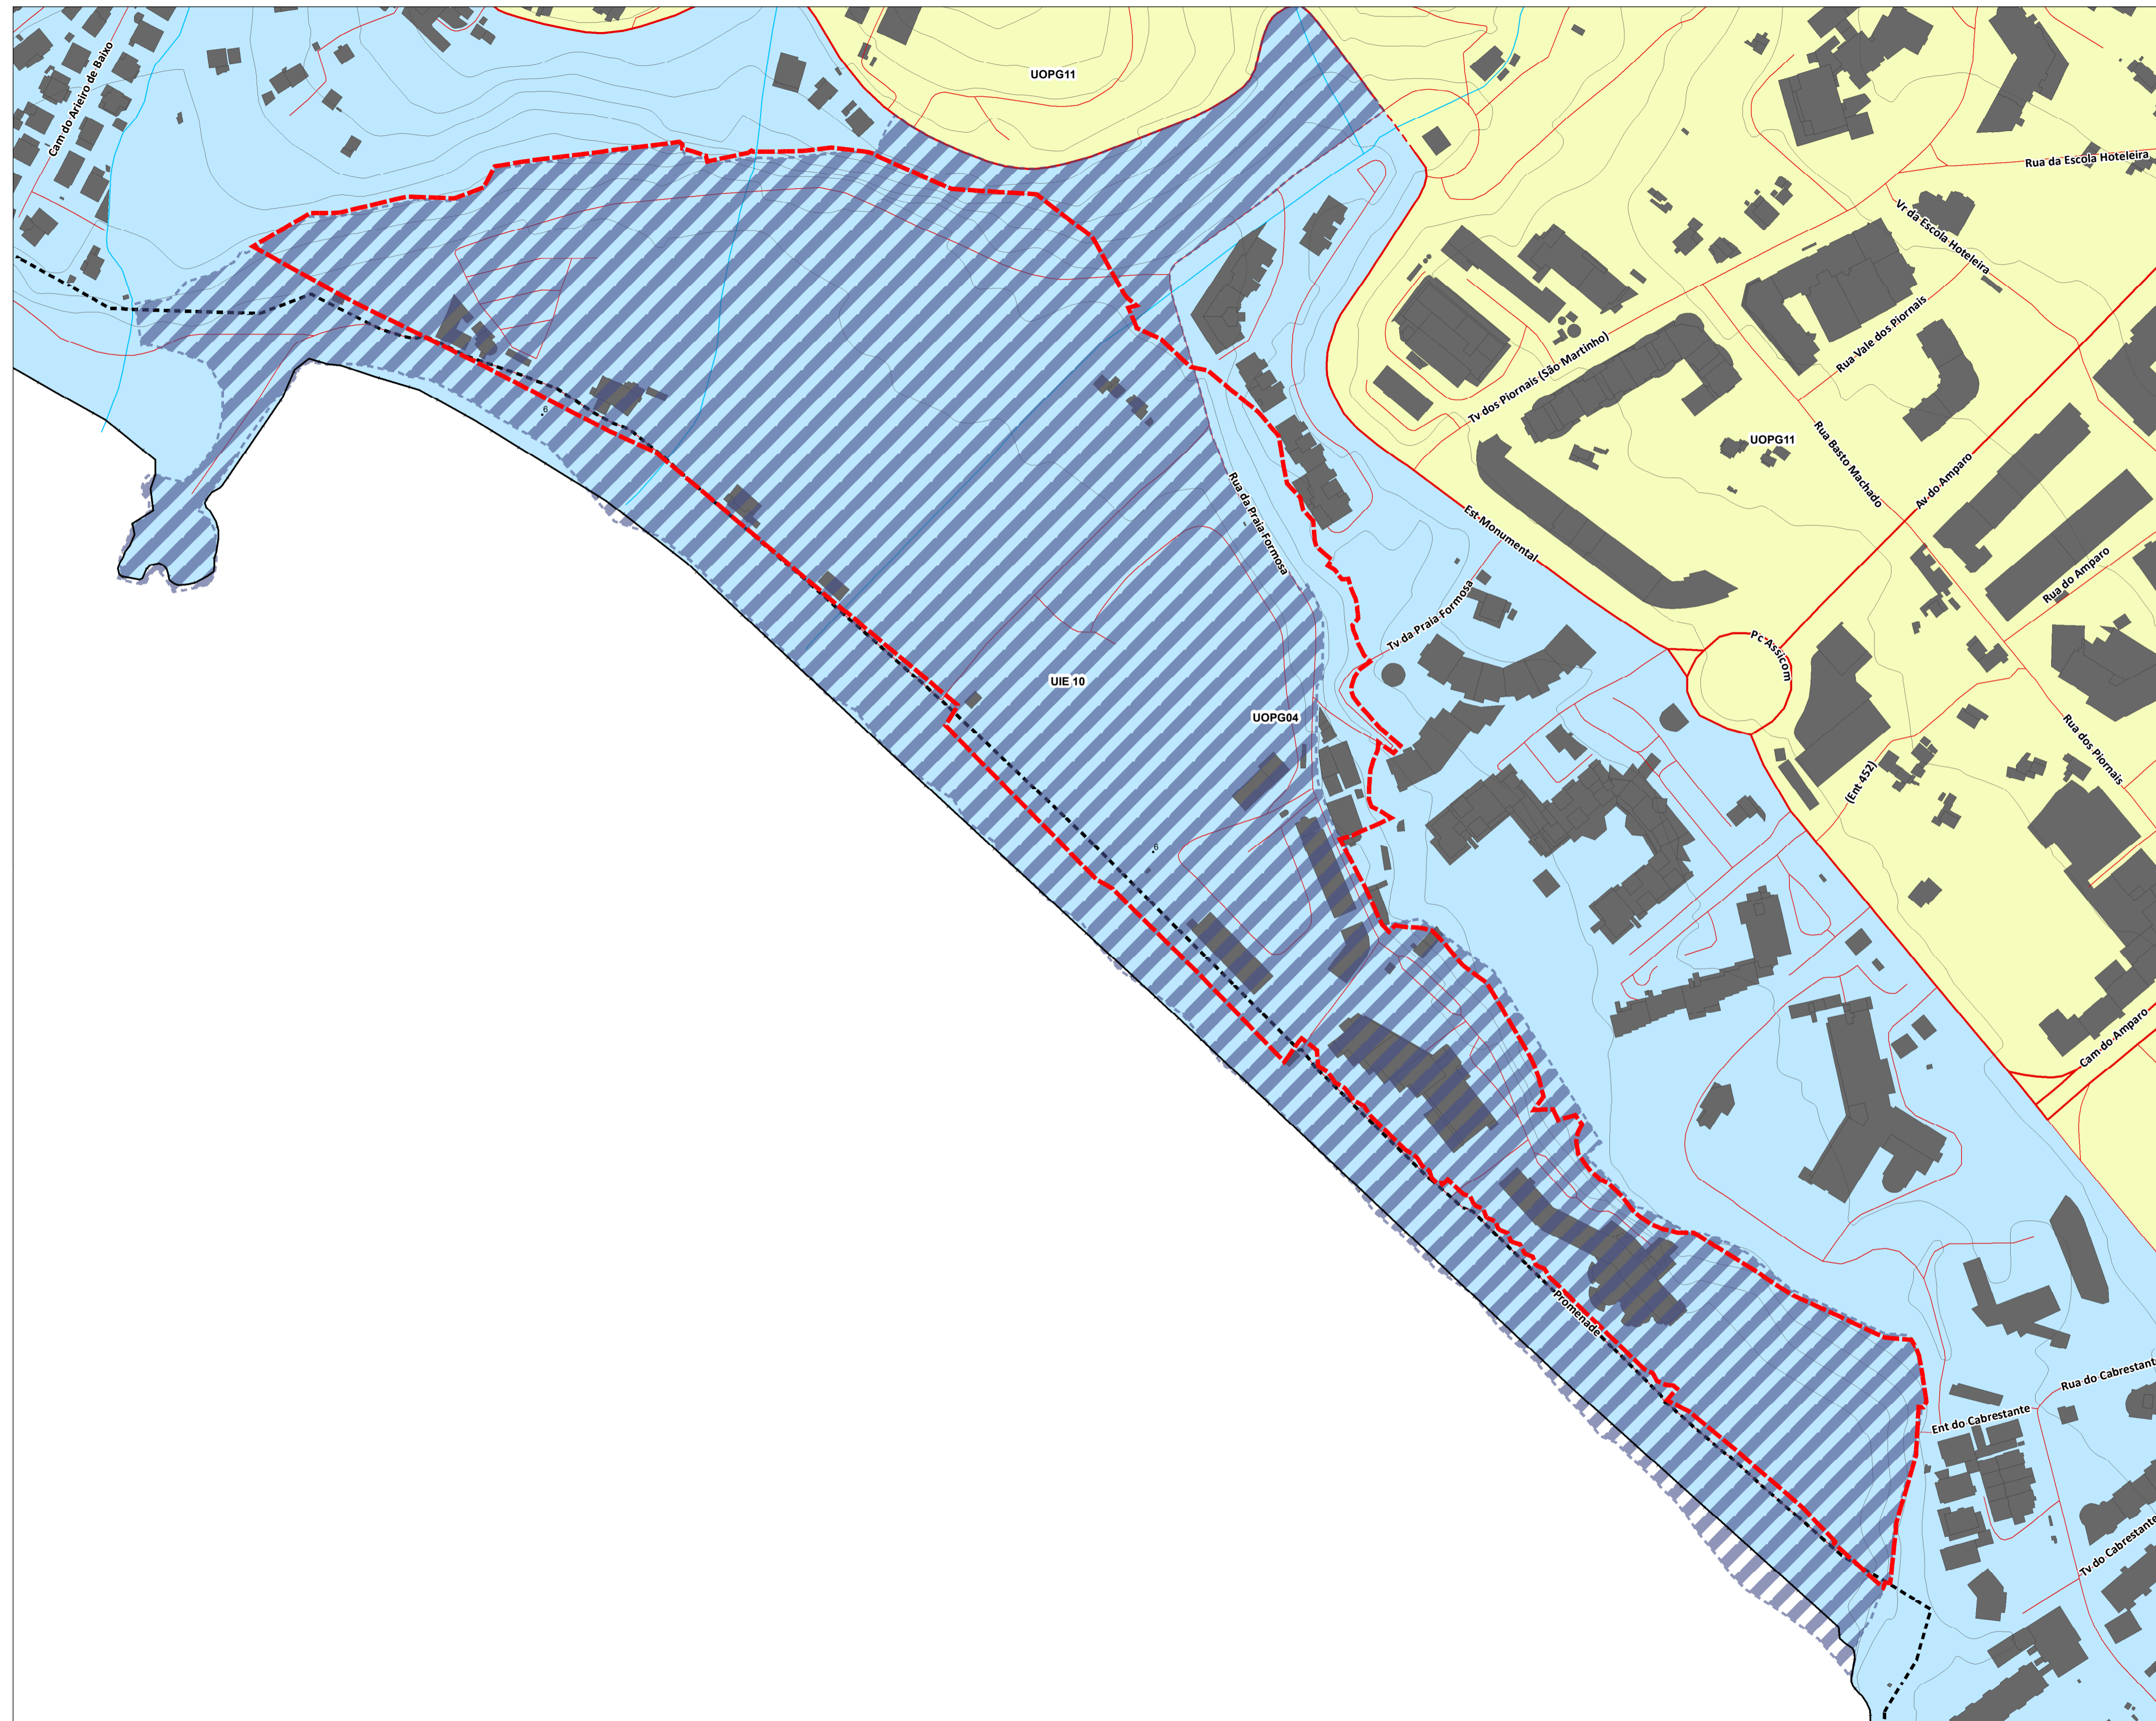 UOPG11
Cam do Arieiro de Baixo
Rua da Escola Hoteleira
Vr da Escola Hoteleira
Rua Vale dos Piornais
Tv dos Piornais (São Martinho)
6
UOPG11
Rua Basto Machado
Av do Amparo
Rua da Praia Formosa
Est Monumental
Rua do Amparo
Tv da Praia Formosa
Pc Assicom
UIE 10
UOPG04
Rua dos Piornais
(Ent 452)
6
Cam do Amparo
Promenade
Rua do Cabrestant
Ent do Cabrestante
Tv do Cabrestante